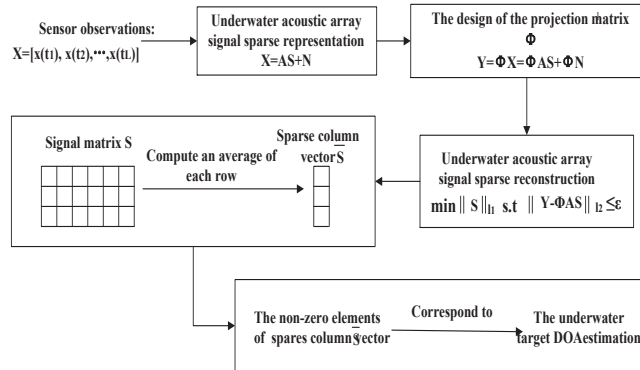 Sensor observations:
X=[x(t1), x(t2),···,x(tL)]
Underwater acoustic array
signal sparse representation
X=AS+N
The design of the projection matrix
Φ
Y=ΦX=ΦAS+ΦN
Signal matrix S
Compute an average of
each row
Sparse column
vector S̅
Underwater acoustic array
signal sparse reconstruction
min‖S‖l1 s.t ‖Y-ΦAS‖l2≤ε
The non-zero elements
of spares column S̅ vector
Correspond to
The underwater
target DOAestimation